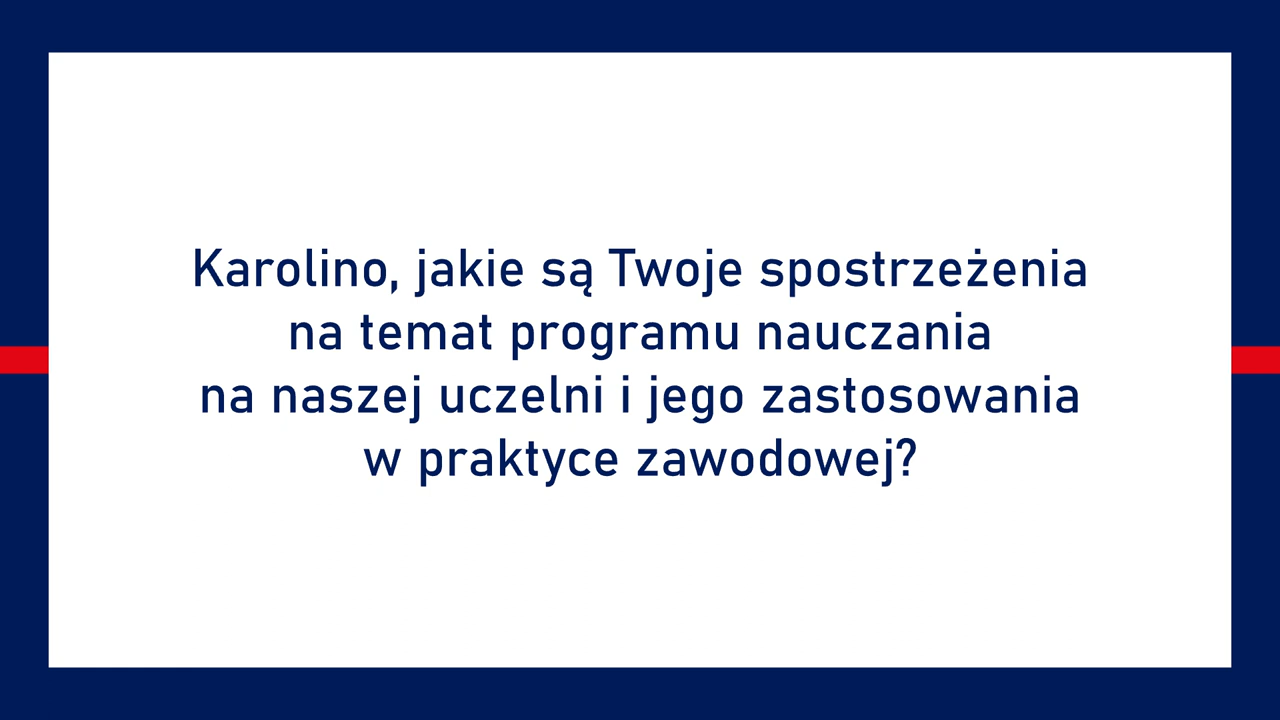 Karolino, jakie są Twoje spostrzeżenia
na temat programu nauczania
na naszej uczelni i jego zastosowania
w praktyce zawodowej?